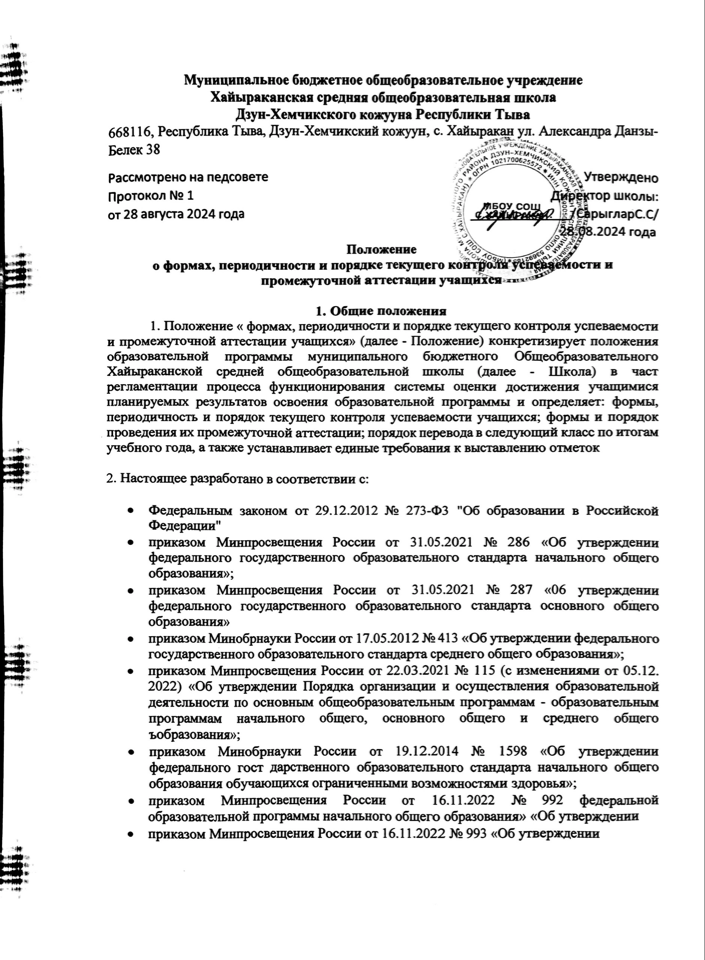 Муниципальное бюджетное общеобразовательное учреждение
Хайыраканская средняя общеобразовательная школа
Дзун-Хемчикского кожууна Республики Тыва
668116, Республика Тыва, Дзун-Хемчикский кожуун, с. Хайыракан ул. Александра Данзы-
Белек 38
Рассмотрено на педсовете
Протокол № 1
от 28 августа 2024 года
Утверждено
Директор школы:
/СарыгларС.С/
28.08.2024 года
МБОУ СОШ
ОГРН 1021700625572
Положение
о формах, периодичности и порядке текущего контроля успеваемости и
промежуточной аттестации учащихся
1. Общие положения
1. Положение « формах, периодичности и порядке текущего контроля успеваемости
и промежуточной аттестации учащихся» (далее - Положение) конкретизирует положения
образовательной программы муниципального бюджетного Общеобразовательного
Хайыраканской средней общеобразовательной школы (далее - Школа) в част
регламентации процесса функционирования системы оценки достижения учащимися
планируемых результатов освоения образовательной программы и определяет: формы,
периодичность и порядок текущего контроля успеваемости учащихся; формы и порядок
проведения их промежуточной аттестации; порядок перевода в следующий класс по итогам
учебного года, а также устанавливает единые требования к выставлению отметок
2. Настоящее разработано в соответствии с:
• Федеральным законом от 29.12.2012 № 273-ФЗ "Об образовании в Российской
Федерации"
• приказом Минпросвещения России от 31.05.2021 № 286 «Об утверждении
федерального государственного образовательного стандарта начального общего
образования»;
• приказом Минпросвещения России от 31.05.2021 № 287 «06 утверждении
федерального государственного образовательного стандарта основного общего
образования»
• приказом Минобрнауки России от 17.05.2012 № 413 «Об утверждении федерального
государственного образовательного стандарта среднего общего образования»;
• приказом Минпросвещения России от 22.03.2021 № 115 (с изменениями от 05.12.
2022) «Об утверждении Порядка организации и осуществления образовательной
деятельности по основным общеобразовательным программам - образовательным
программам начального общего, основного общего и среднего общего
ъобразования»;
• приказом Минобрнауки России от 19.12.2014 № 1598 «Об утверждении
федерального гост дарственного образовательного стандарта начального общего
образования обучающихся ограниченными возможностями здоровья»;
• приказом Минпросвещения России от 16.11.2022 № 992 федеральной
образовательной программы начального общего образования» «Об утверждении
• приказом Минпросвещения России от 16.11.2022 № 993 «Об утверждении